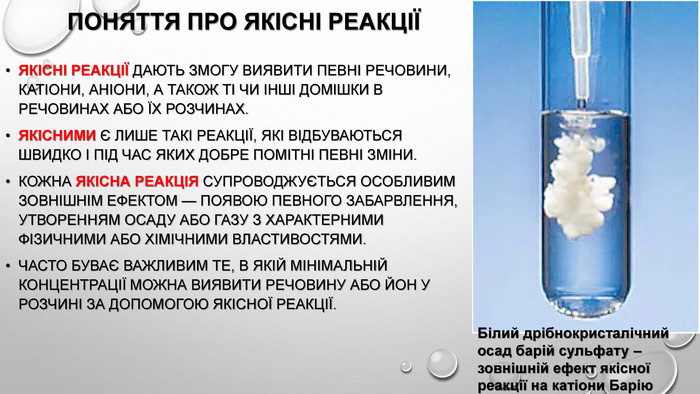 ПОНЯТТЯ ПРО ЯКІСНІ РЕАКЦІЇ
• ЯКІСНІ РЕАКЦІЇ ДАЮТЬ ЗМОГУ ВИЯВИТИ ПЕВНІ РЕЧОВИНИ,
КАТІОНИ, АНІОНИ, А ТАКОЖ ТІ ЧИ ІНШІ ДОМІШКИ В
РЕЧОВИНАХ АБО ЇХ РОЗЧИНАХ.
• ЯКІСНИМИ Є ЛИШЕ ТАКІ РЕАКЦІЇ, ЯКІ ВІДБУВАЮТЬСЯ
ШВИДКО І ПІД ЧАС ЯКИХ ДОБРЕ ПОМІТНІ ПЕВНІ ЗМІНИ.
• КОЖНА ЯКІСНА РЕАКЦІЯ СУПРОВОДЖУЄТЬСЯ ОСОБЛИВИМ
ЗОВНІШНІМ ЕФЕКТОМ — ПОЯВОЮ ПЕВНОГО ЗАБАРВЛЕННЯ,
УТВОРЕННЯМ ОСАДУ АБО ГАЗУ З ХАРАКТЕРНИМИ
ФІЗИЧНИМИ АБО ХІМІЧНИМИ ВЛАСТИВОСТЯМИ.
• ЧАСТО БУВАЄ ВАЖЛИВИМ ТЕ, В ЯКІЙ МІНІМАЛЬНІЙ
КОНЦЕНТРАЦІЇ МОЖНА ВИЯВИТИ РЕЧОВИНУ АБО ЙОН У
РОЗЧИНІ ЗА ДОПОМОГОЮ ЯКІСНОЇ РЕАКЦІЇ.
Білий дрібнокристалічний
осад барій сульфату –
зовнішній ефект якісної
реакції на катіони Барію